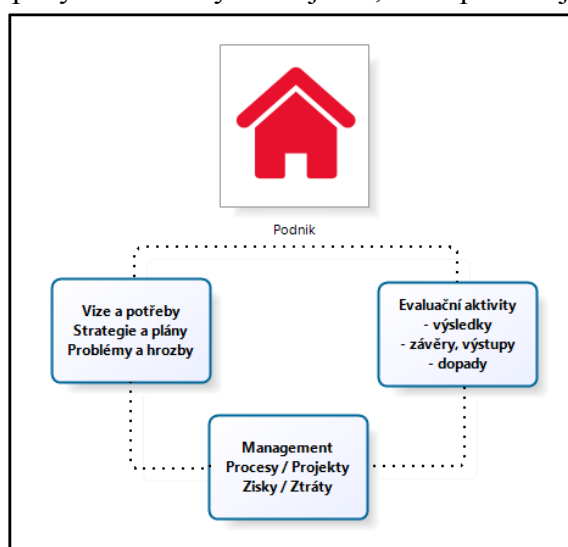 Podnik
Vize a potřeby
Strategie a plány
Problémy a hrozby
Evaluační aktivity
- výsledky
- závěry, výstupy
- dopady
Management
Procesy / Projekty
Zisky / Ztráty